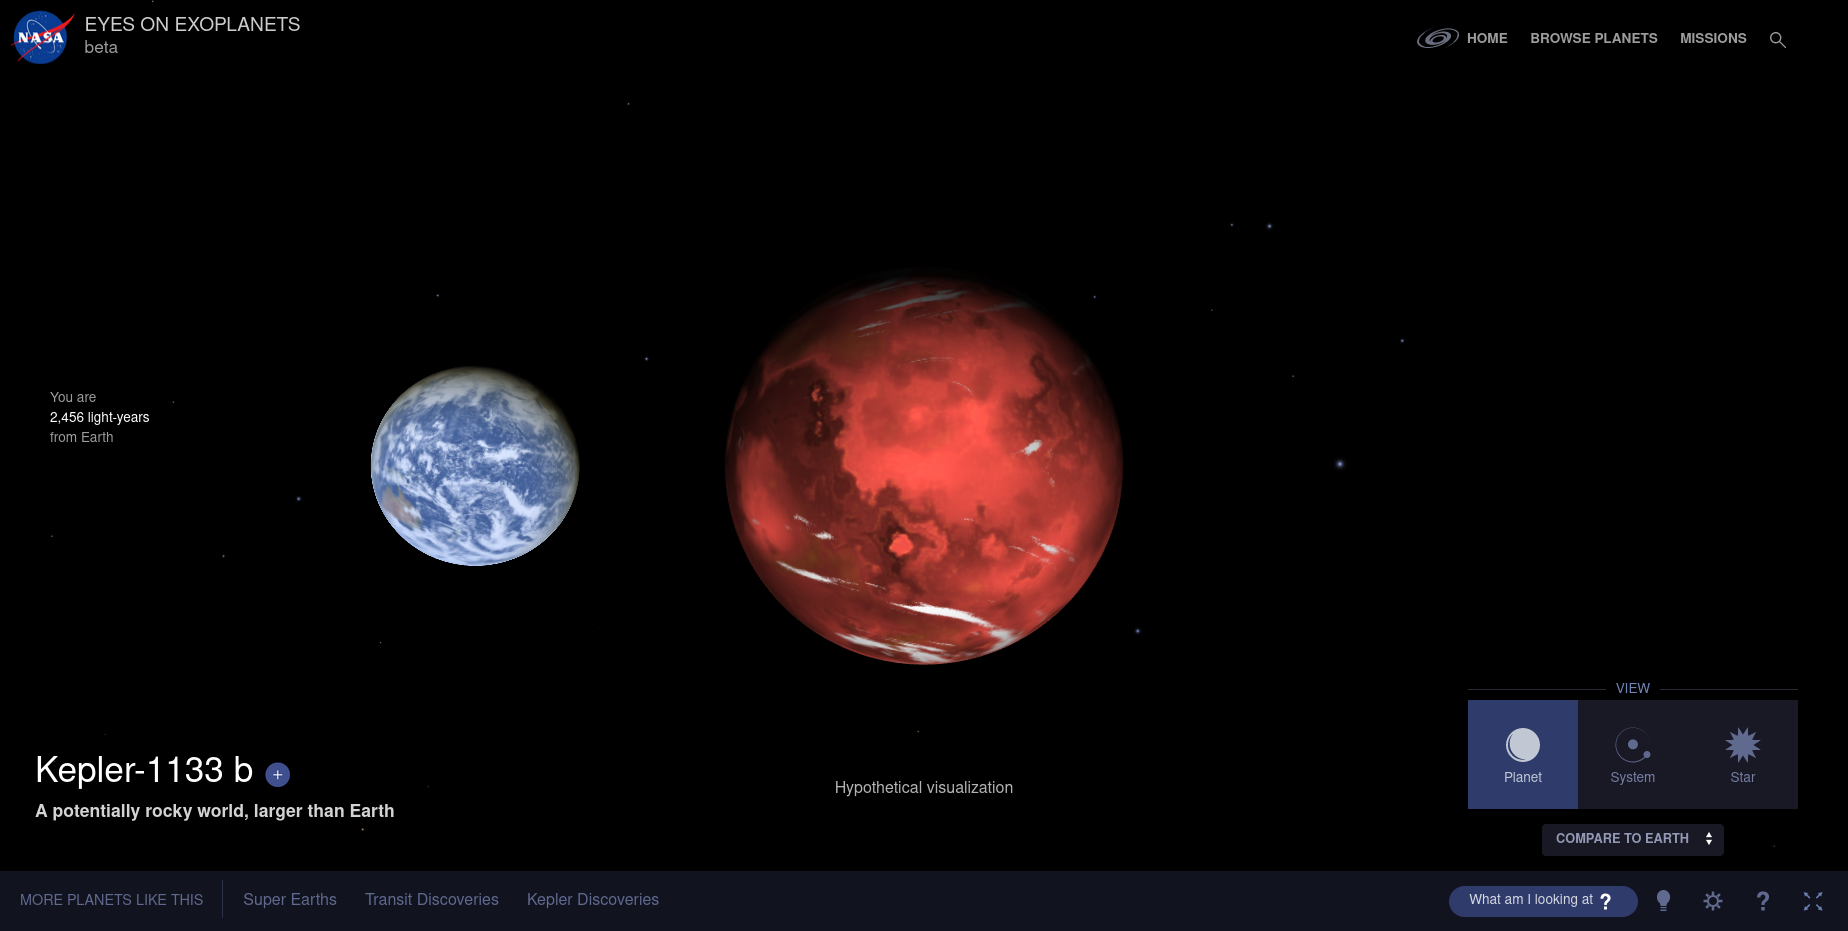 NASA
EYES ON EXOPLANETS
beta
HOME
BROWSE PLANETS
MISSIONS
You are
2,456 light-years
from Earth
Kepler-1133 b +
A potentially rocky world, larger than Earth
Hypothetical visualization
VIEW
Planet
System
Star
COMPARE TO EARTH
MORE PLANETS LIKE THIS
Super Earths
Transit Discoveries
Kepler Discoveries
What am I looking at ?
?